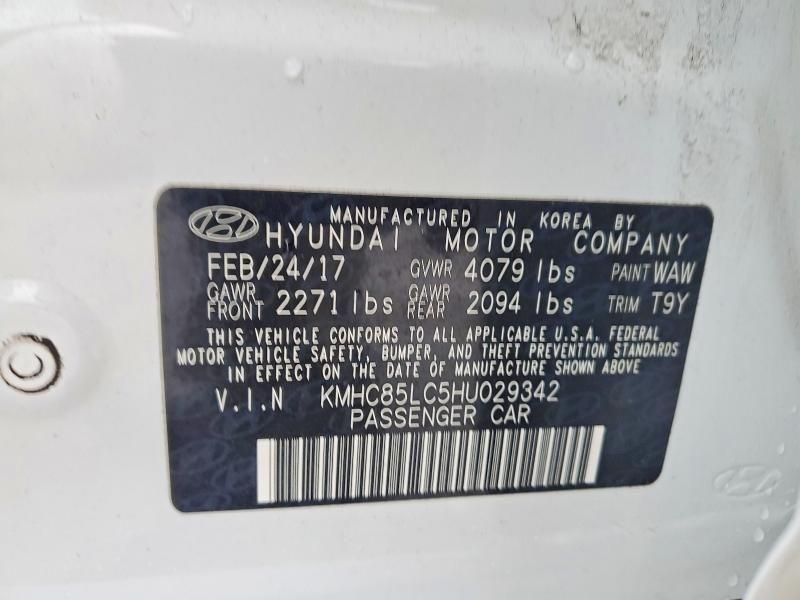 MANUFACTURED IN KOREA BY
HYUNDAI MOTOR COMPANY
FEB/24/17 GVWR 4079 lbs PAINT WAW
GAWR FRONT 2271 lbs GAWR REAR 2094 lbs TRIM T9Y
THIS VEHICLE CONFORMS TO ALL APPLICABLE U.S.A. FEDERAL
MOTOR VEHICLE SAFETY, BUMPER, AND THEFT PREVENTION STANDARDS
IN EFFECT ON THE DATE OF MANUFACTURE SHOWN ABOVE.
V.I.N KMHC85LC5HU029342
PASSENGER CAR